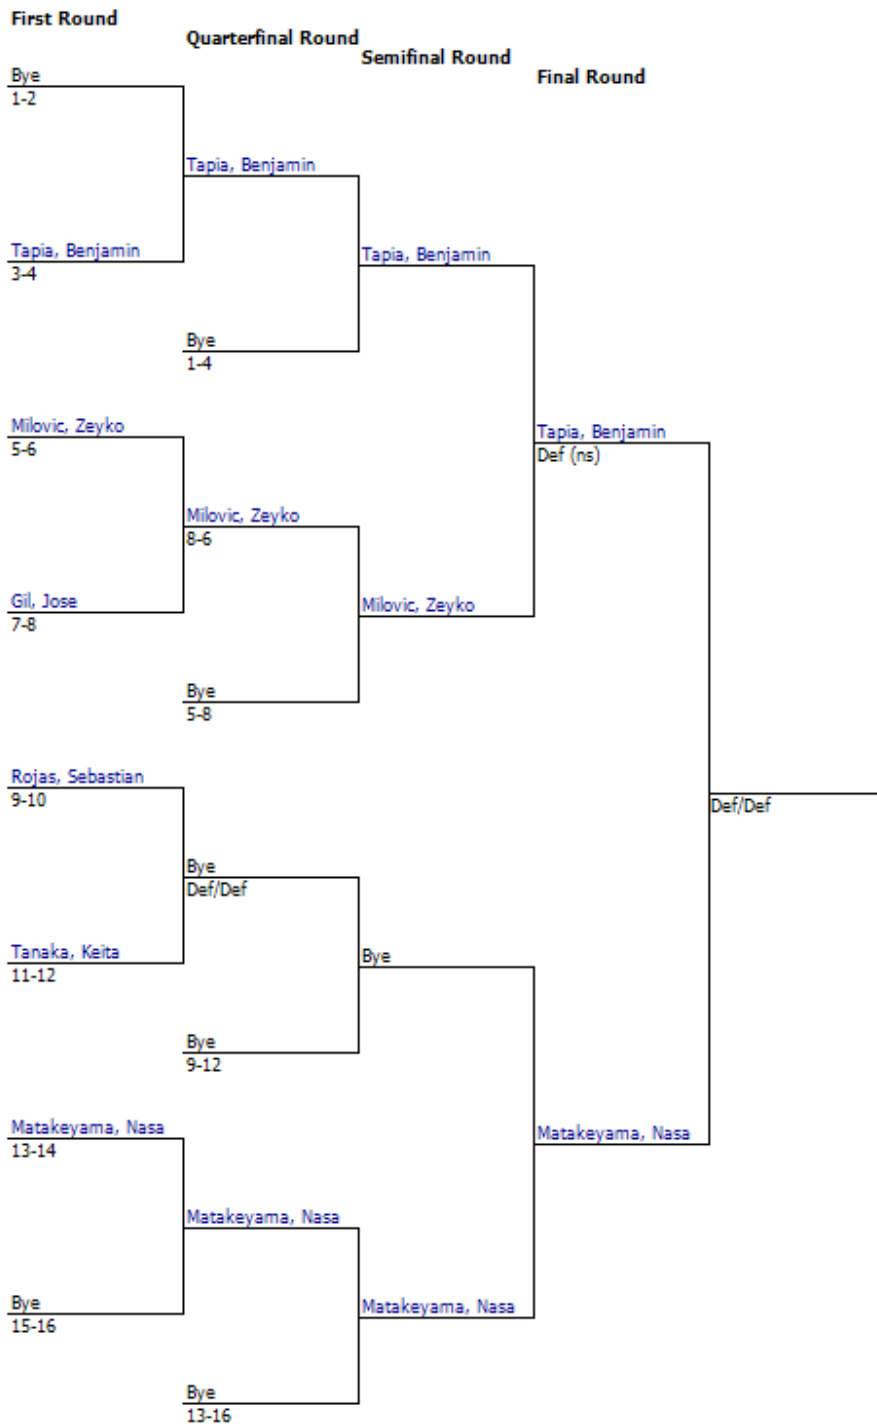 First Round
Quarterfinal Round
Semifinal Round
Final Round
Bye
1-2
Tapia, Benjamin
Tapia, Benjamin
3-4
Tapia, Benjamin
Bye
1-4
Milovic, Zeyko
5-6
Tapia, Benjamin
Def (ns)
Milovic, Zeyko
8-6
Gil, Jose
7-8
Milovic, Zeyko
Bye
5-8
Rojas, Sebastian
9-10
Def/Def
Bye
Def/Def
Tanaka, Keita
11-12
Bye
Bye
9-12
Matakeyama, Nasa
13-14
Matakeyama, Nasa
Matakeyama, Nasa
Bye
15-16
Matakeyama, Nasa
Bye
13-16